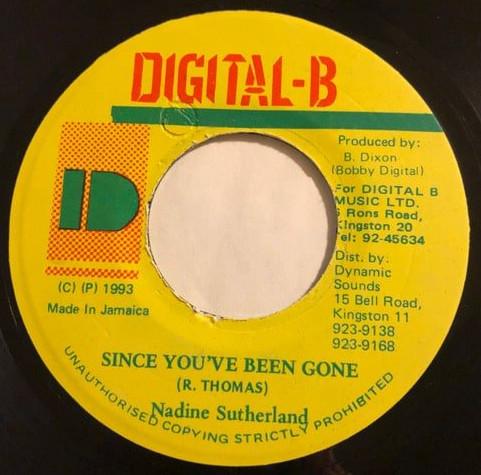 DIGITAL-B
Produced by:
B. Dixon
(Bobby Digital)
For DIGITAL B
MUSIC LTD.
6 Rons Road,
Kingston 20
Tel: 92-45634
Dist. by:
Dynamic
Sounds
15 Bell Road,
Kingston 11
923-9138
923-9168
D
(C) (P) 1993
Made In Jamaica
SINCE YOU'VE BEEN GONE
(R. THOMAS)
Nadine Sutherland
UNAUTHORISED COPYING STRICTLY PROHIBITED